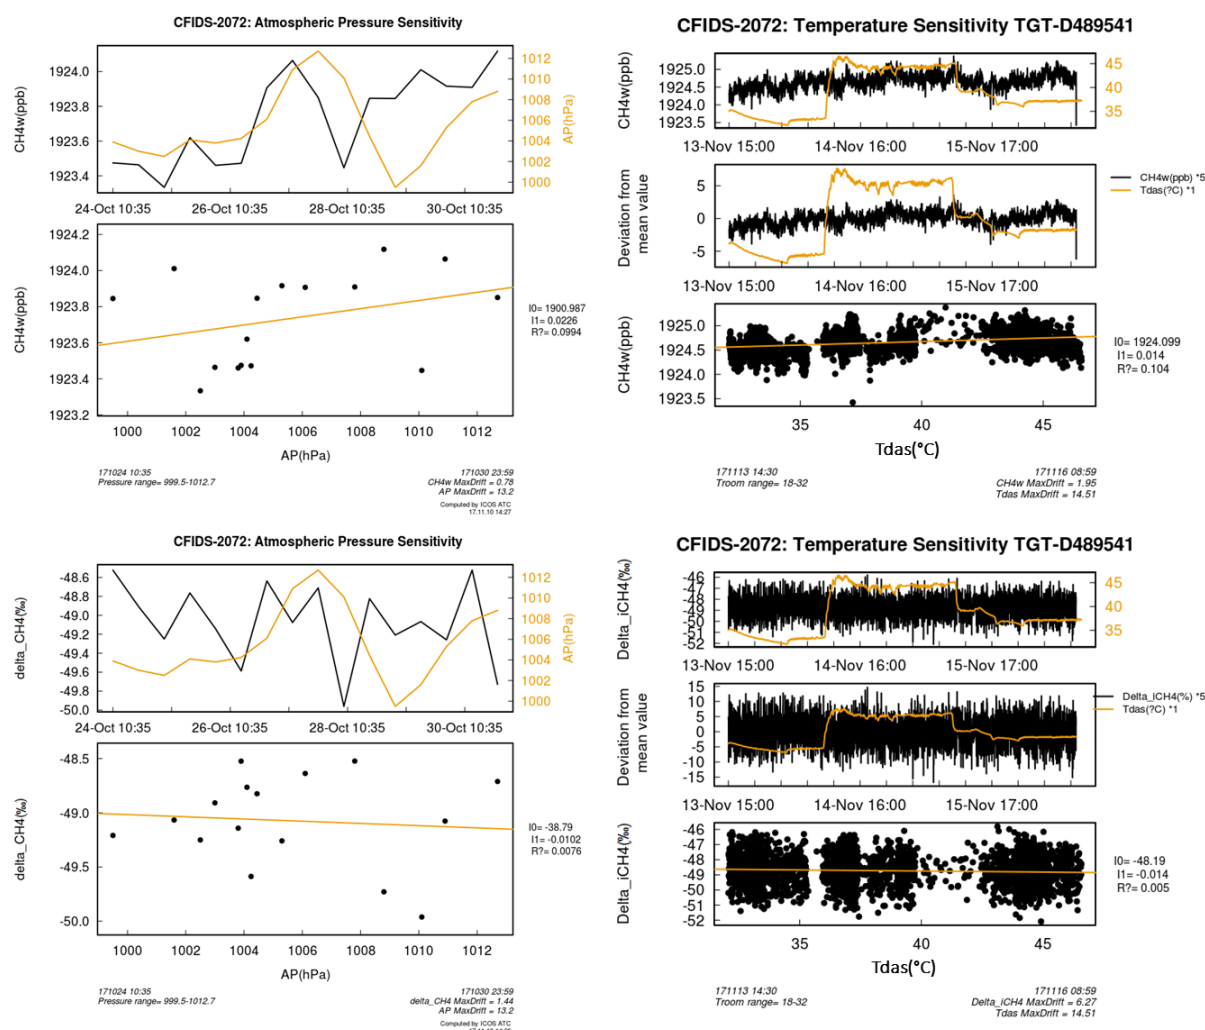 CFIDS-2072: Atmospheric Pressure Sensitivity
CH4w(ppb)
1924.0
1923.8
1923.6
1923.4
1012
1010
1008
1006
1004
1002
1000
AP(hPa)
24-Oct 10:35 26-Oct 10:35 28-Oct 10:35 30-Oct 10:35
CH4w(ppb)
1924.2
1924.0
1923.8
1923.6
1923.4
1923.2
I0= 1900.987
I1= 0.0226
R?= 0.0994
1000 1002 1004 1006 1008 1010 1012
AP(hPa)
171024 10:35 171030 23:59
Pressure range= 999.5-1012.7 CH4w MaxDrift = 0.78
AP MaxDrift = 13.2
Computed by ICOS ATC
17.11.10 14:27
CFIDS-2072: Temperature Sensitivity TGT-D489541
CH4w(ppb)
1925.0
1924.5
1924.0
1923.5
45
40
35
13-Nov 15:00 14-Nov 16:00 15-Nov 17:00
Deviation from
mean value
5
0
-5
CH4w(ppb) *5
Tdas(?C) *1
13-Nov 15:00 14-Nov 16:00 15-Nov 17:00
CH4w(ppb)
1925.0
1924.5
1924.0
1923.5
I0= 1924.099
I1= 0.014
R?= 0.104
35 40 45
Tdas(°C)
171113 14:30 171116 08:59
Troom range= 18-32 CH4w MaxDrift = 1.95
Tdas MaxDrift = 14.51
CFIDS-2072: Atmospheric Pressure Sensitivity
delta_CH4(‰)
-48.6
-48.8
-49.0
-49.2
-49.4
-49.6
-49.8
-50.0
1012
1010
1008
1006
1004
1002
1000
AP(hPa)
24-Oct 10:35 26-Oct 10:35 28-Oct 10:35 30-Oct 10:35
delta_CH4(‰)
-48.5
-49.0
-49.5
-50.0
I0= -38.79
I1= -0.0102
R?= 0.0076
1000 1002 1004 1006 1008 1010 1012
AP(hPa)
171024 10:35 171030 23:59
Pressure range= 999.5-1012.7 delta_CH4 MaxDrift = 1.44
AP MaxDrift = 13.2
Computed by ICOS ATC
CFIDS-2072: Temperature Sensitivity TGT-D489541
Delta_iCH4(‰)
-46
-47
-48
-49
-50
-51
-52
45
40
35
13-Nov 15:00 14-Nov 16:00 15-Nov 17:00
Deviation from
mean value
15
10
5
0
-5
-10
-15
Delta_iCH4(%) *5
Tdas(?C) *1
13-Nov 15:00 14-Nov 16:00 15-Nov 17:00
Delta_iCH4(‰)
-46
-47
-48
-49
-50
-51
-52
I0= -48.19
I1= -0.014
R?= 0.005
35 40 45
Tdas(°C)
171113 14:30 171116 08:59
Troom range= 18-32 Delta_iCH4 MaxDrift = 6.27
Tdas MaxDrift = 14.51